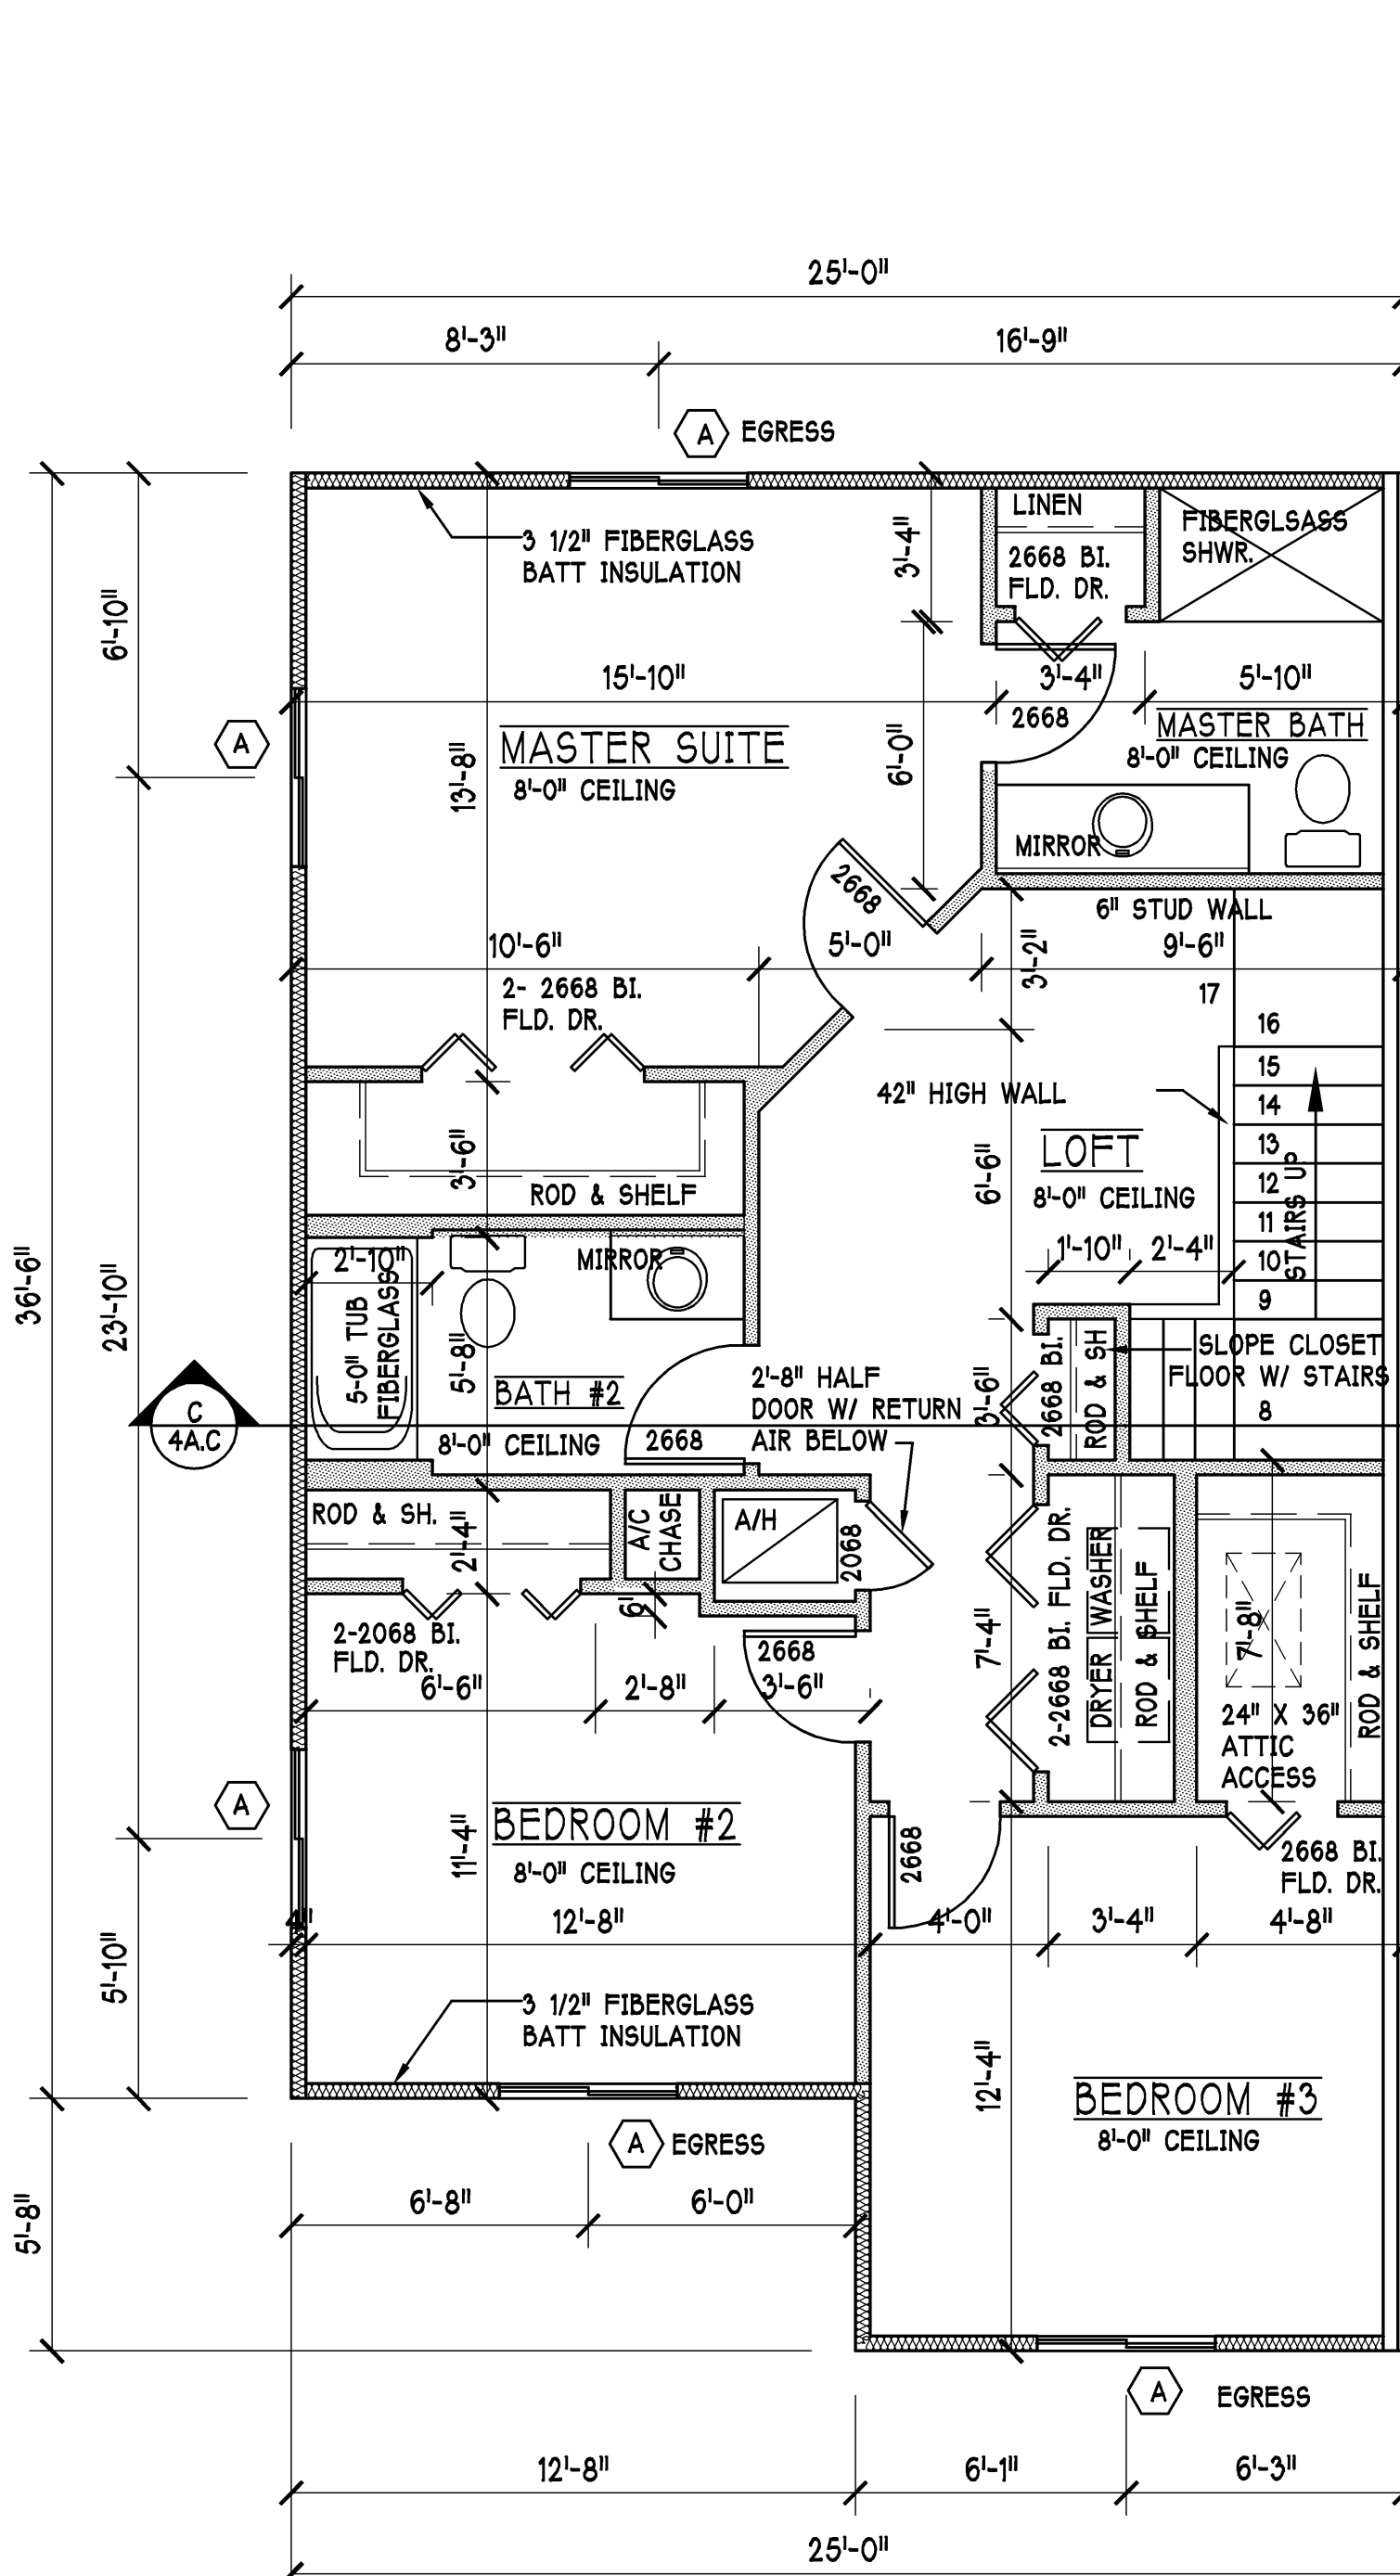 25'-0"
8'-3"
16'-9"
A EGRESS
LINEN
FIBERGLSASS
SHWR.
3 1/2" FIBERGLASS
BATT INSULATION
3'-4"
2668 BI.
FLD. DR.
6'-10"
15'-10"
3'-4"
5'-10"
2668
A
MASTER SUITE
8'-0" CEILING
MASTER BATH
8'-0" CEILING
13'-8"
6'-0"
MIRROR
2668
6" STUD WALL
10'-6"
5'-0"
3'-2"
9'-6"
2- 2668 BI.
FLD. DR.
17
16
15
14
13
12
11
10
9
8
STAIRS UP
42" HIGH WALL
LOFT
8'-0" CEILING
6'-6"
3'-6"
ROD & SHELF
1'-10"
2'-4"
36'-6"
23'-10"
2'-10"
MIRROR
5'-0" TUB
FIBERGLASS
5'-8"
BATH #2
8'-0" CEILING
2668
2'-8" HALF
DOOR W/ RETURN
AIR BELOW
3'-6"
2668 BI.
ROD & SH
SLOPE CLOSET
FLOOR W/ STAIRS
C
4A.C
ROD & SH.
2'-4"
A/C
CHASE
A/H
2068
6"
2-2068 BI.
FLD. DR.
2668
6'-6"
2'-8"
3'-6"
7'-4"
2-2668 BI. FLD. DR.
DRYER WASHER
ROD & SHELF
7'-8"
ROD & SHELF
24" X 36"
ATTIC
ACCESS
A
BEDROOM #2
8'-0" CEILING
11'-4"
2668
2668 BI.
FLD. DR.
4"
12'-8"
4'-0"
3'-4"
4'-8"
5'-10"
3 1/2" FIBERGLASS
BATT INSULATION
12'-4"
BEDROOM #3
8'-0" CEILING
A EGRESS
5'-8"
6'-8"
6'-0"
A EGRESS
12'-8"
6'-1"
6'-3"
25'-0"